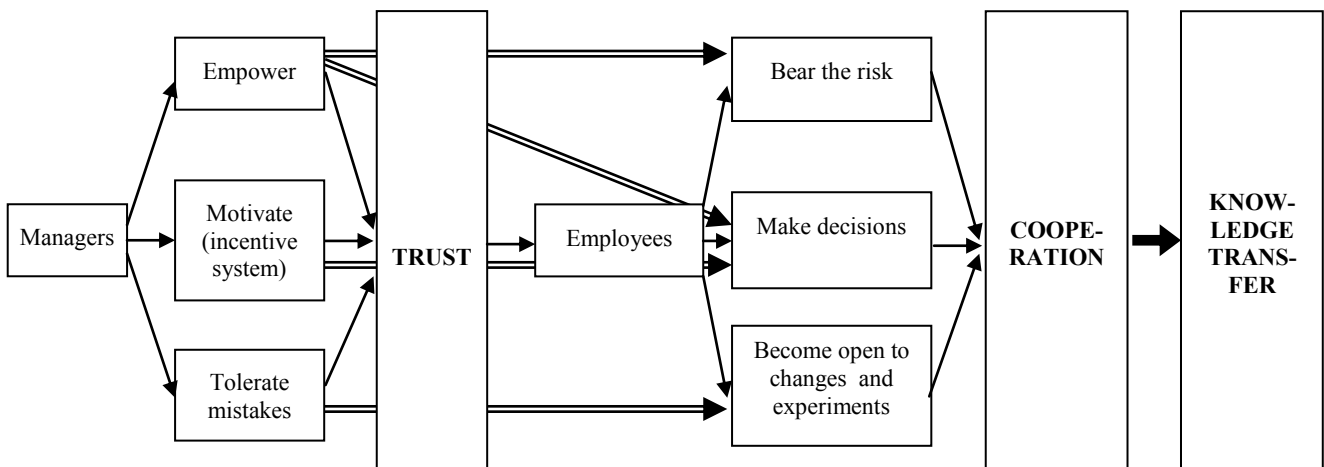 Managers
Empower
Motivate
(incentive
system)
Tolerate
mistakes
TRUST
Employees
Bear the risk
Make decisions
Become open to
changes and
experiments
COOPE-
RATION
KNOW-
LEDGE
TRANS-
FER